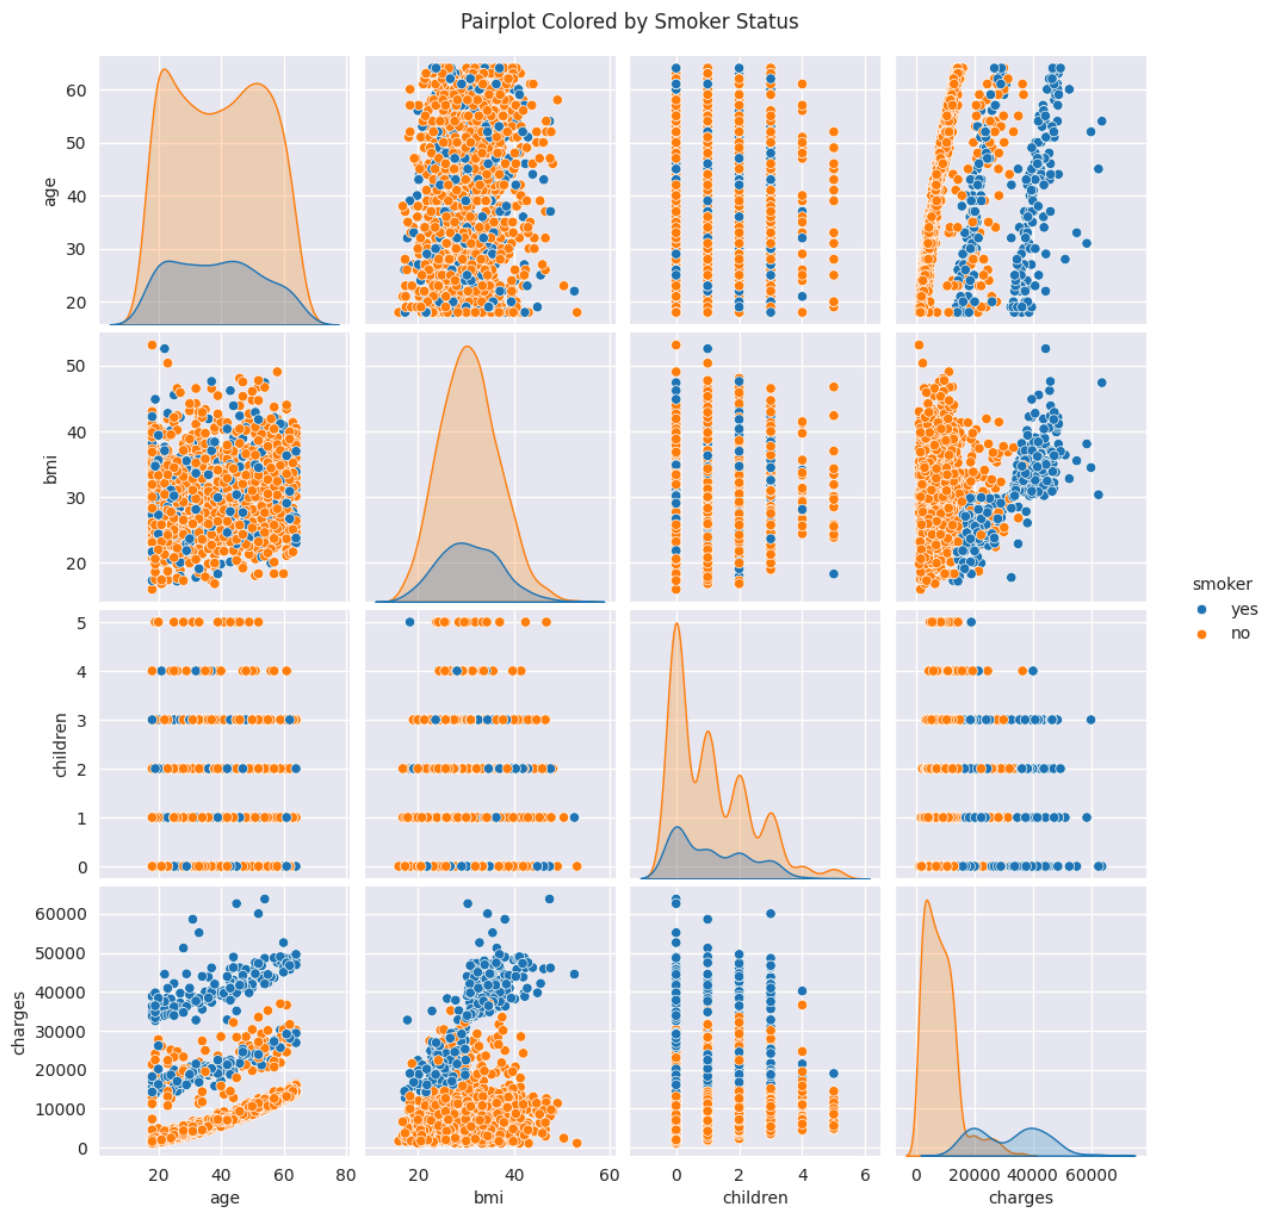 Pairplot Colored by Smoker Status
60
50
40
30
20
age
50
40
30
20
bmi
smoker
yes
no
5
4
3
2
1
0
children
60000
50000
40000
30000
20000
10000
0
charges
20 40 60 80
20 40 60
0 2 4 6
0 20000 40000 60000
age
bmi
children
charges